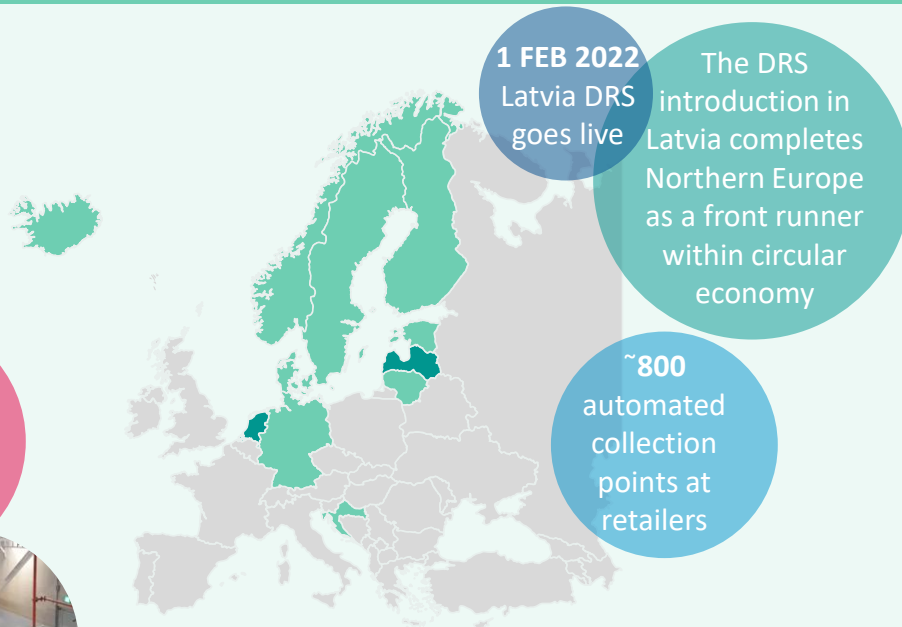 1 FEB 2022
Latvia DRS
goes live
The DRS
introduction in
Latvia completes
Northern Europe
as a front runner
within circular
economy
~800
automated
collection
points at
retailers